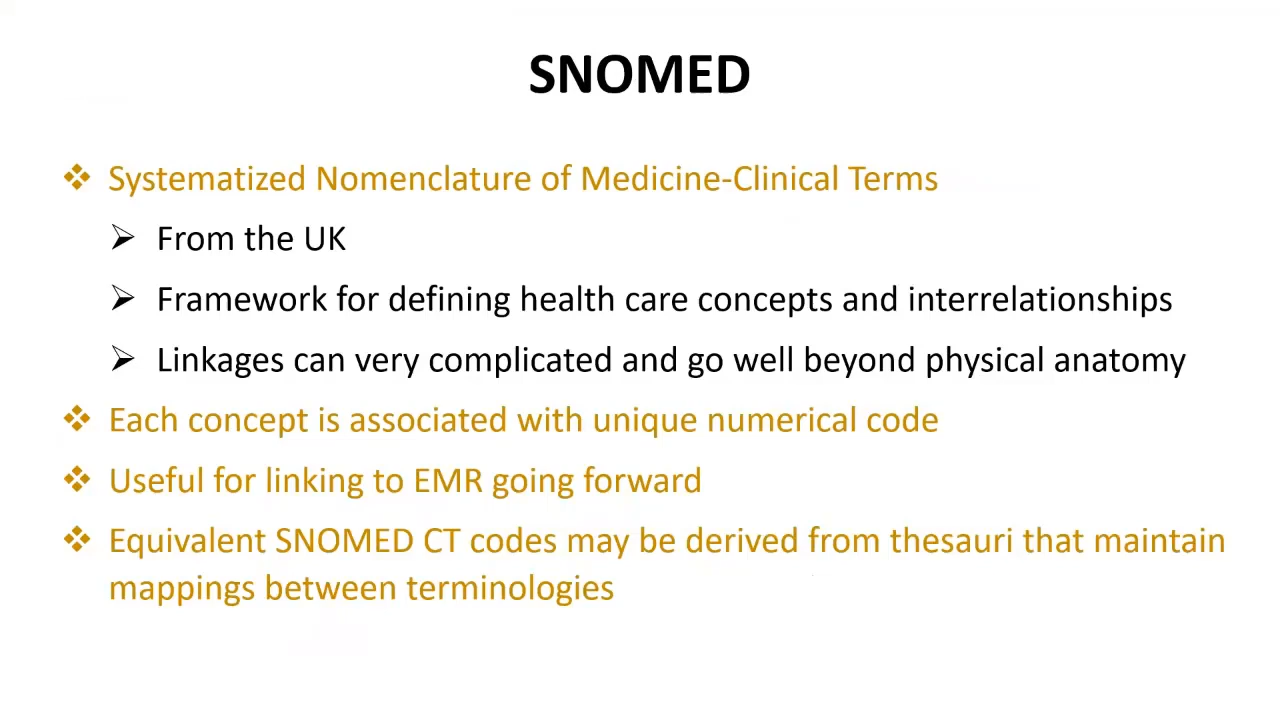 SNOMED
❖ Systematized Nomenclature of Medicine-Clinical Terms
➢ From the UK
➢ Framework for defining health care concepts and interrelationships
➢ Linkages can very complicated and go well beyond physical anatomy
❖ Each concept is associated with unique numerical code
❖ Useful for linking to EMR going forward
❖ Equivalent SNOMED CT codes may be derived from thesauri that maintain
mappings between terminologies